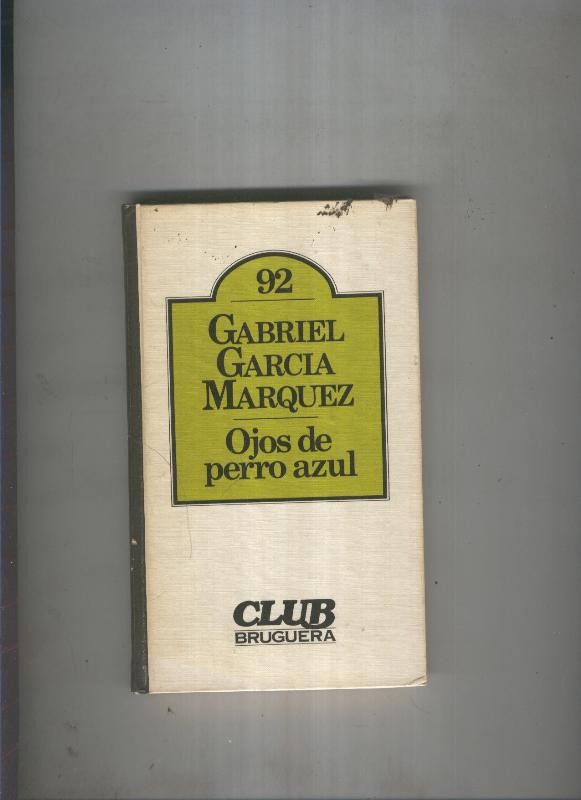 92
GABRIEL
GARCIA
MARQUEZ
Ojos de
perro azul
CLUB
BRUGUERA